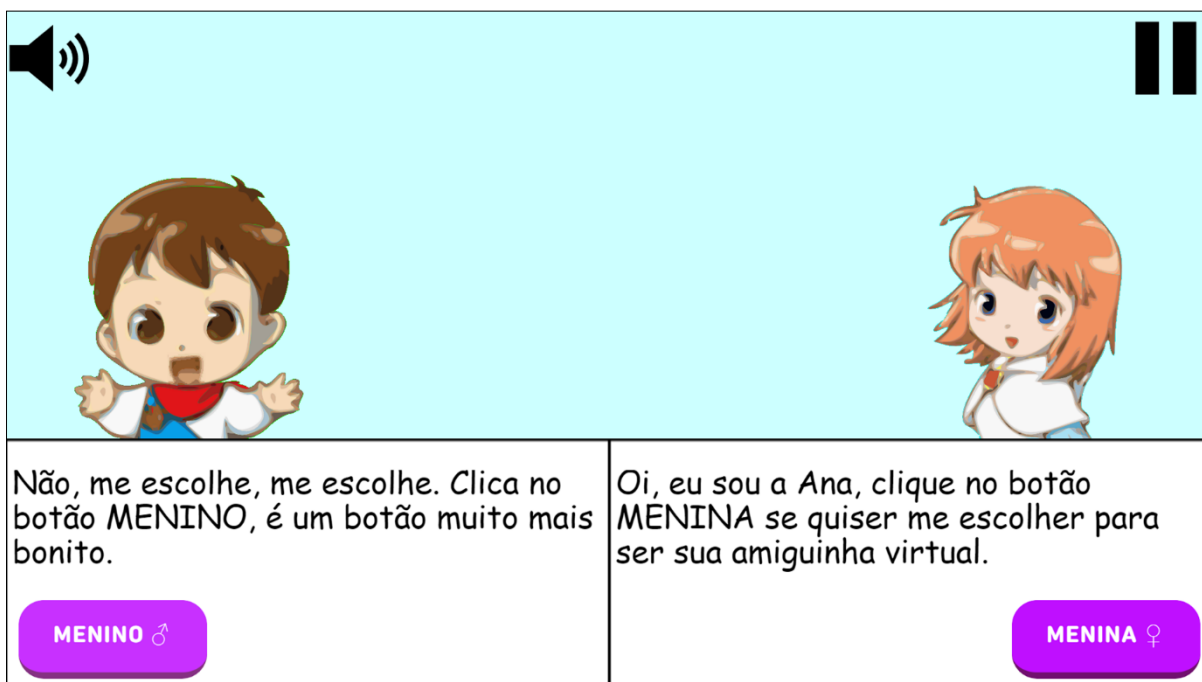 Não, me escolhe, me escolhe. Clica no
botão MENINO, é um botão muito mais
bonito.
MENINO ♂
Oi, eu sou a Ana, clique no botão
MENINA se quiser me escolher para
ser sua amiguinha virtual.
MENINA ♀